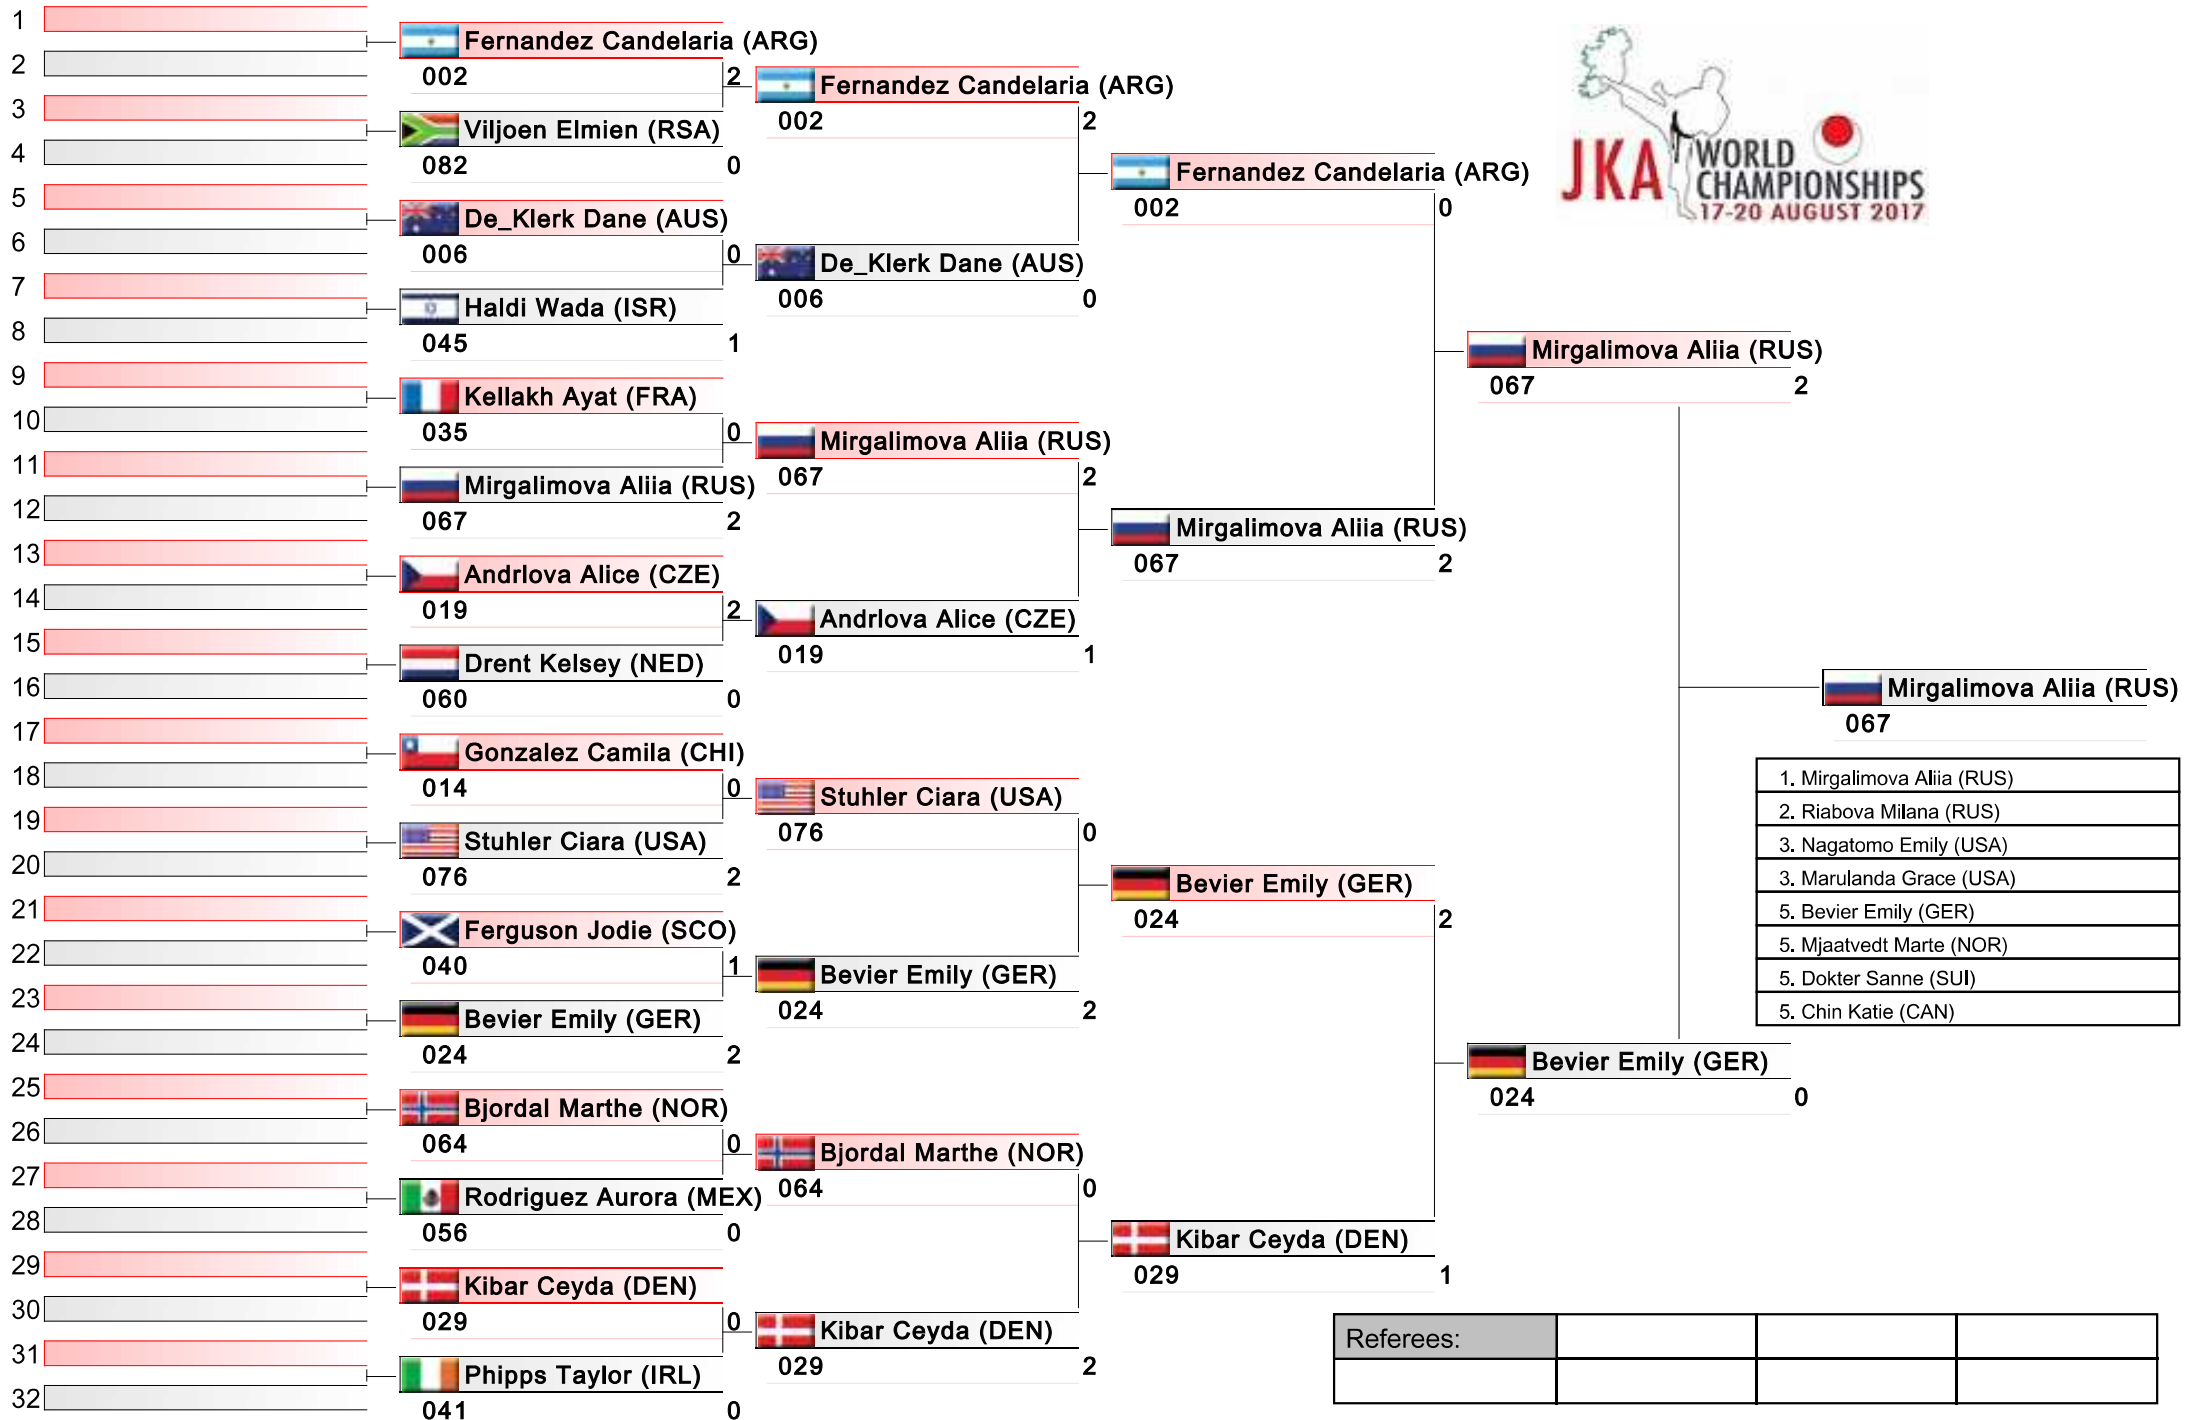 1
2
3
4
5
6
7
8
9
10
11
12
13
14
15
16
17
18
19
20
21
22
23
24
25
26
27
28
29
30
31
32
Fernandez Candelaria (ARG)
002 2
Viljoen Elmien (RSA)
082 0
De_Klerk Dane (AUS)
006 0
Haldi Wada (ISR)
045 1
Kellakh Ayat (FRA)
035 0
Mirgalimova Aliia (RUS)
067 2
Andrlova Alice (CZE)
019 2
Drent Kelsey (NED)
060 0
Gonzalez Camila (CHI)
014 0
Stuhler Ciara (USA)
076 2
Ferguson Jodie (SCO)
040 1
Bevier Emily (GER)
024 2
Bjordal Marthe (NOR)
064 0
Rodriguez Aurora (MEX)
056 0
Kibar Ceyda (DEN)
029 0
Phipps Taylor (IRL)
041 0
Fernandez Candelaria (ARG)
002 2
De_Klerk Dane (AUS)
006 0
Mirgalimova Aliia (RUS)
067 2
Andrlova Alice (CZE)
019 1
Stuhler Ciara (USA)
076 0
Bevier Emily (GER)
024 2
Bjordal Marthe (NOR)
064 0
Kibar Ceyda (DEN)
029 2
Fernandez Candelaria (ARG)
002 0
Mirgalimova Aliia (RUS)
067 2
Bevier Emily (GER)
024 2
Kibar Ceyda (DEN)
029 1
Mirgalimova Aliia (RUS)
067 2
Bevier Emily (GER)
024 0
Mirgalimova Aliia (RUS)
067
JKA WORLD
CHAMPIONSHIPS
17-20 AUGUST 2017
1. Mirgalimova Aliia (RUS)
2. Riabova Milana (RUS)
3. Nagatomo Emily (USA)
3. Marulanda Grace (USA)
5. Bevier Emily (GER)
5. Mjaatvedt Marte (NOR)
5. Dokter Sanne (SUI)
5. Chin Katie (CAN)
Referees: